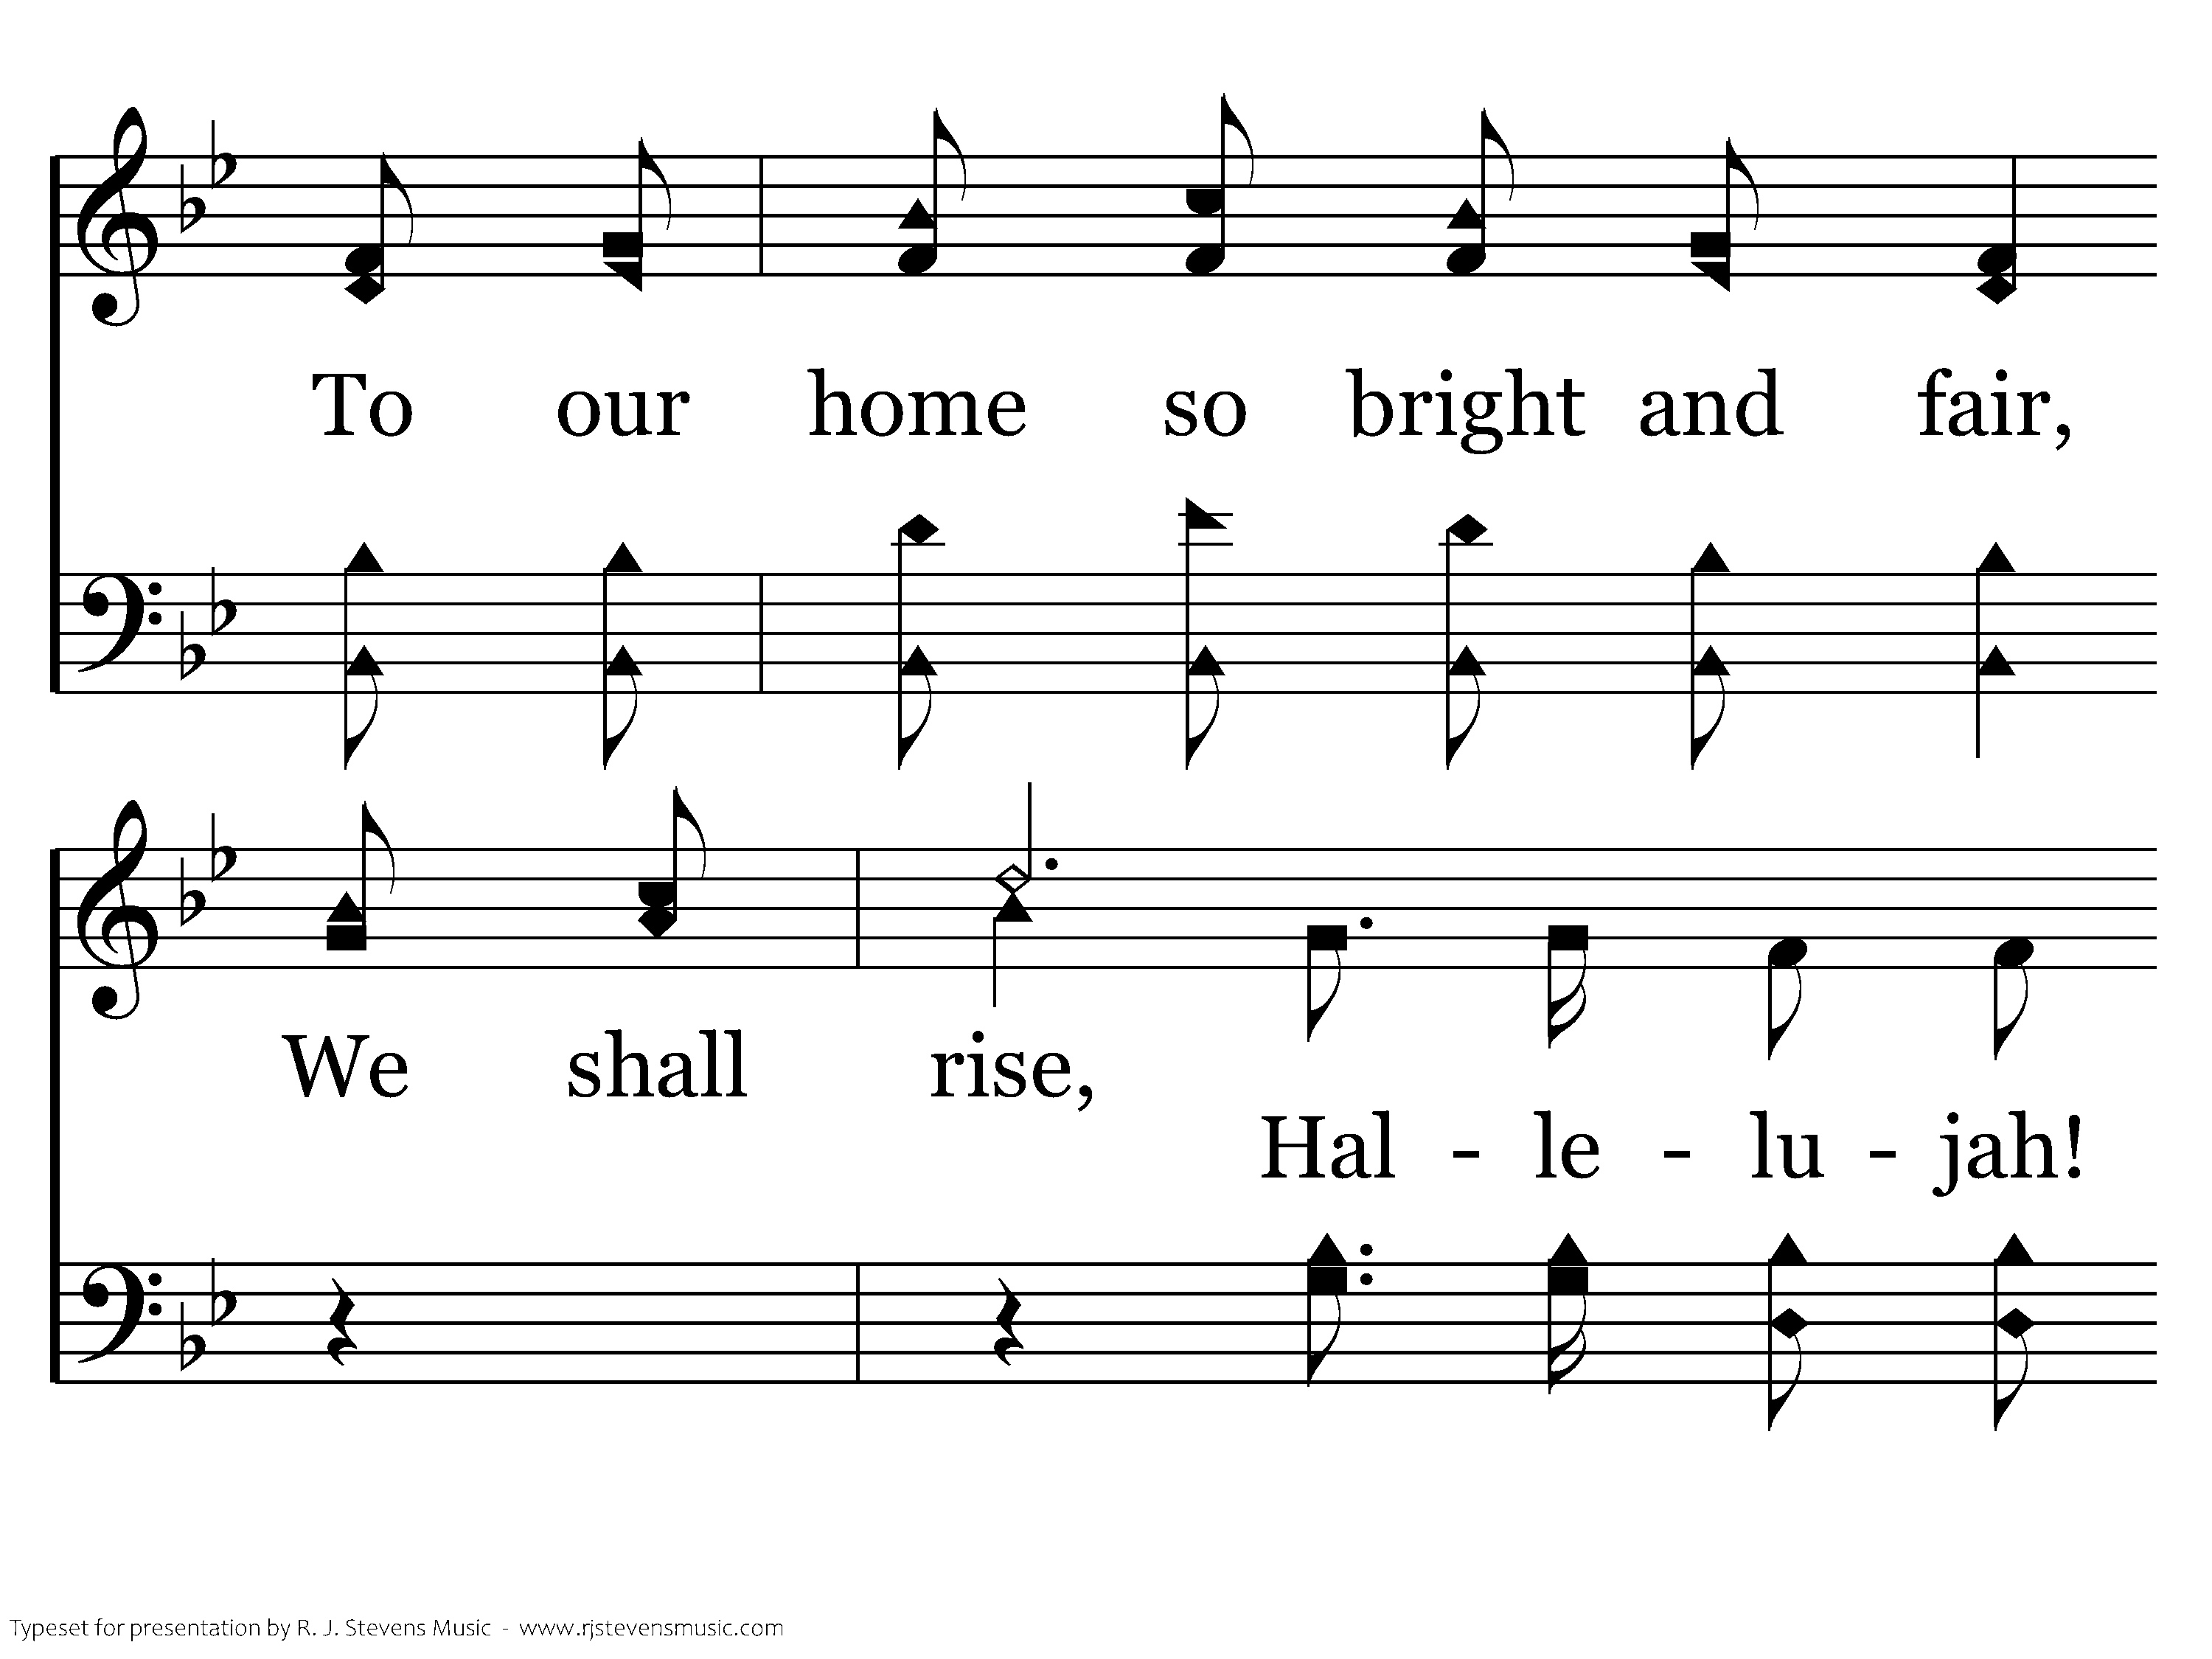 To our home so bright and fair,
We shall rise,
Hal - le - lu - jah!
Typeset for presentation by R. J. Stevens Music - www.rjstevensmusic.com